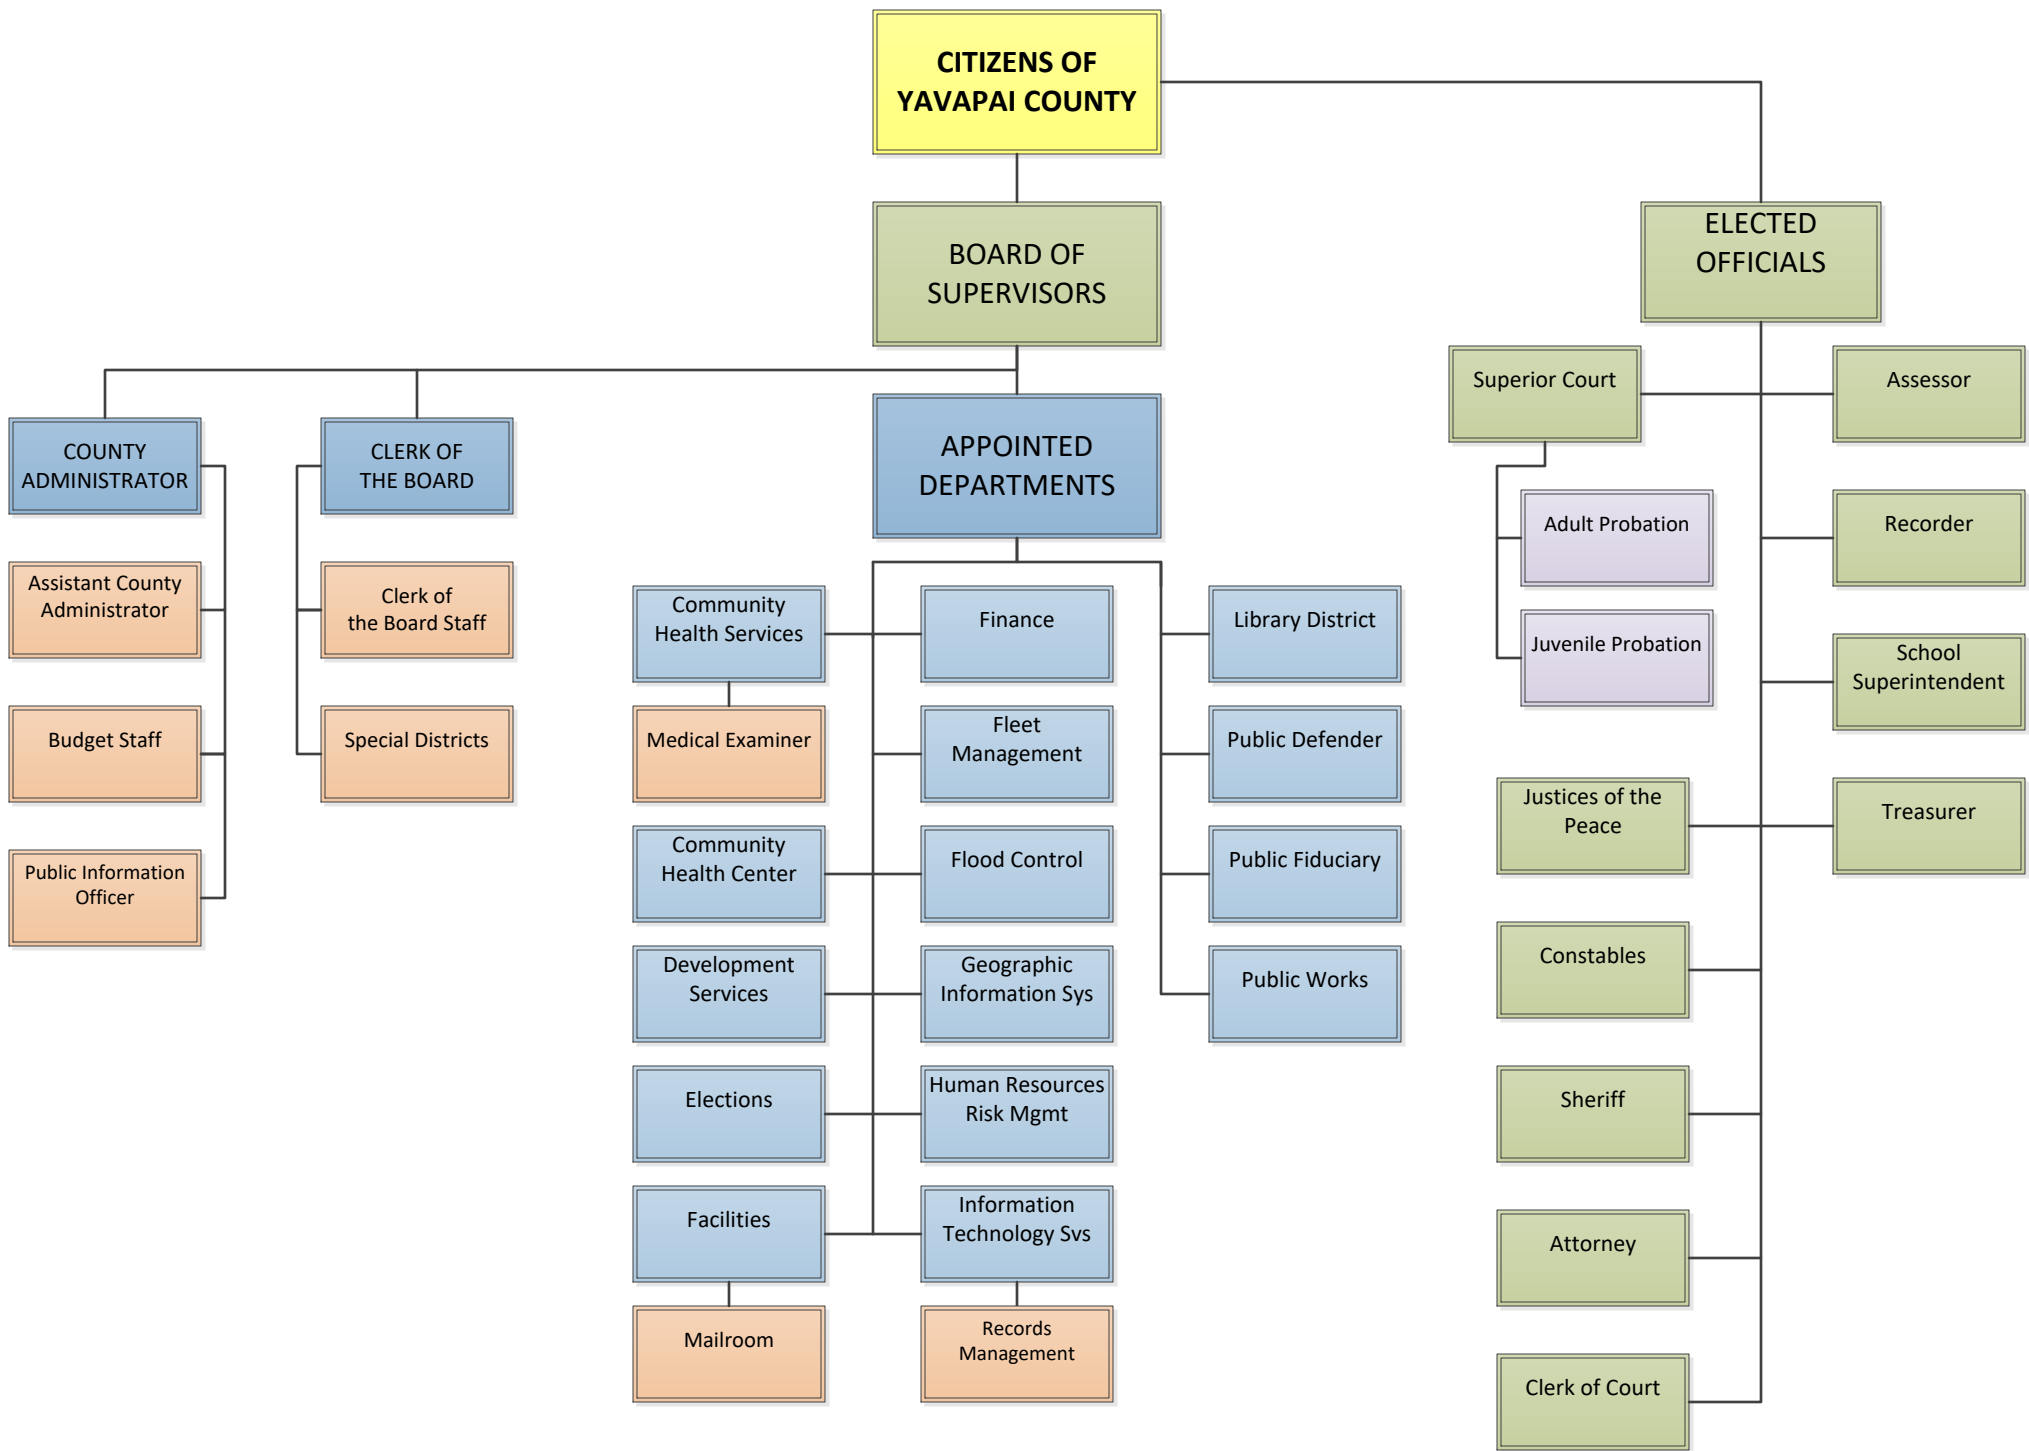 CITIZENS OF
YAVAPAI COUNTY
BOARD OF
SUPERVISORS
ELECTED
OFFICIALS
COUNTY
ADMINISTRATOR
Assistant County
Administrator
Budget Staff
Public Information
Officer
CLERK OF
THE BOARD
Clerk of
the Board Staff
Special Districts
APPOINTED
DEPARTMENTS
Community
Health Services
Medical Examiner
Community
Health Center
Development
Services
Elections
Facilities
Mailroom
Finance
Fleet
Management
Flood Control
Geographic
Information Sys
Human Resources
Risk Mgmt
Information
Technology Svs
Records
Management
Library District
Public Defender
Public Fiduciary
Public Works
Superior Court
Adult Probation
Juvenile Probation
Justices of the
Peace
Constables
Sheriff
Attorney
Clerk of Court
Assessor
Recorder
School
Superintendent
Treasurer